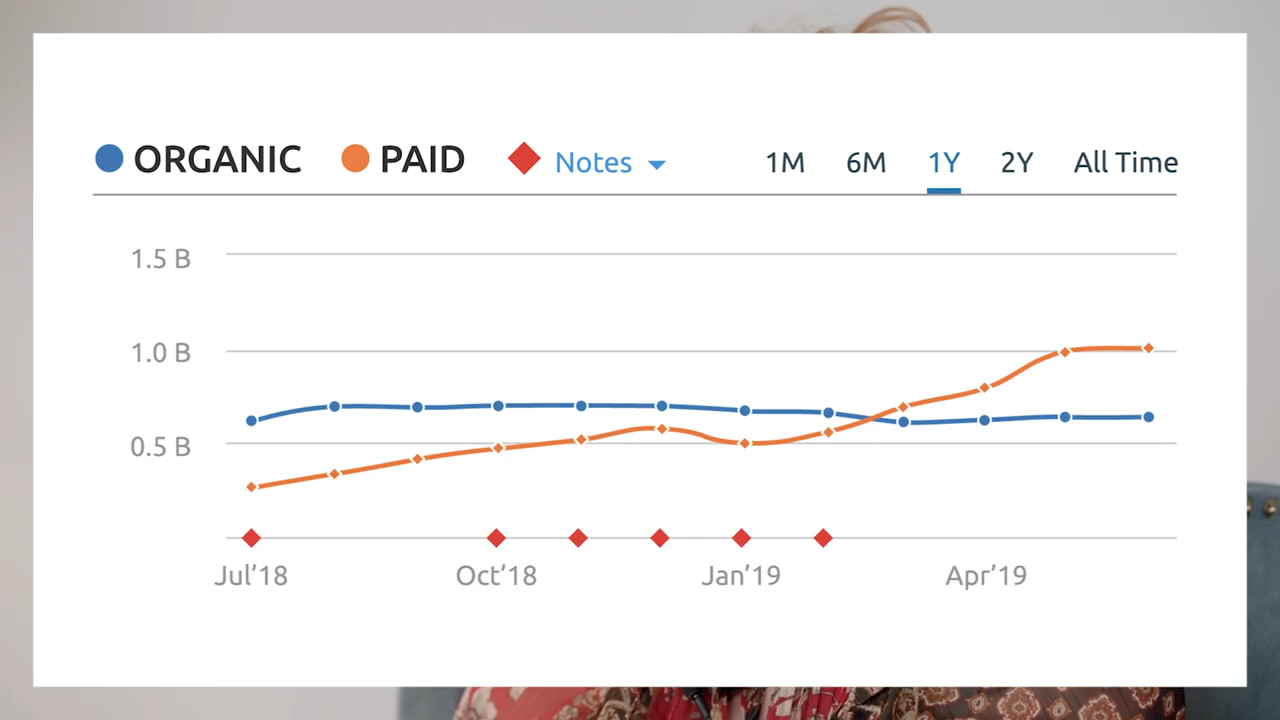 ORGANIC PAID Notes 1M 6M 1Y 2Y All Time
1.5 B
1.0 B
0.5 B
Jul’18 Oct’18 Jan’19 Apr’19